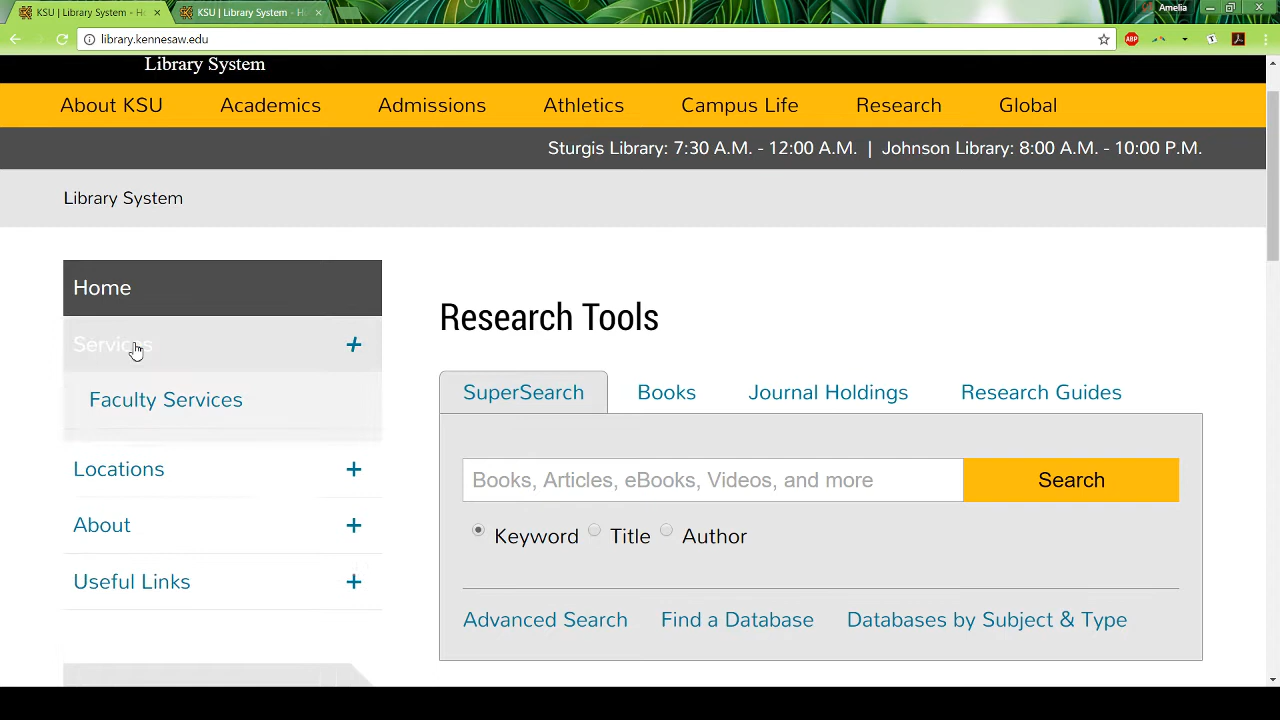 KSU | Library System - Ho
KSU | Library System - Ho
Amelia
library.kennesaw.edu
ABP
Library System
About KSU
Academics
Admissions
Athletics
Campus Life
Research
Global
Sturgis Library: 7:30 A.M. - 12:00 A.M. | Johnson Library: 8:00 A.M. - 10:00 P.M.
Library System
Home
Services +
Faculty Services
Locations +
About +
Useful Links +
Research Tools
SuperSearch
Books
Journal Holdings
Research Guides
Books, Articles, eBooks, Videos, and more
Search
Keyword
Title
Author
Advanced Search
Find a Database
Databases by Subject & Type